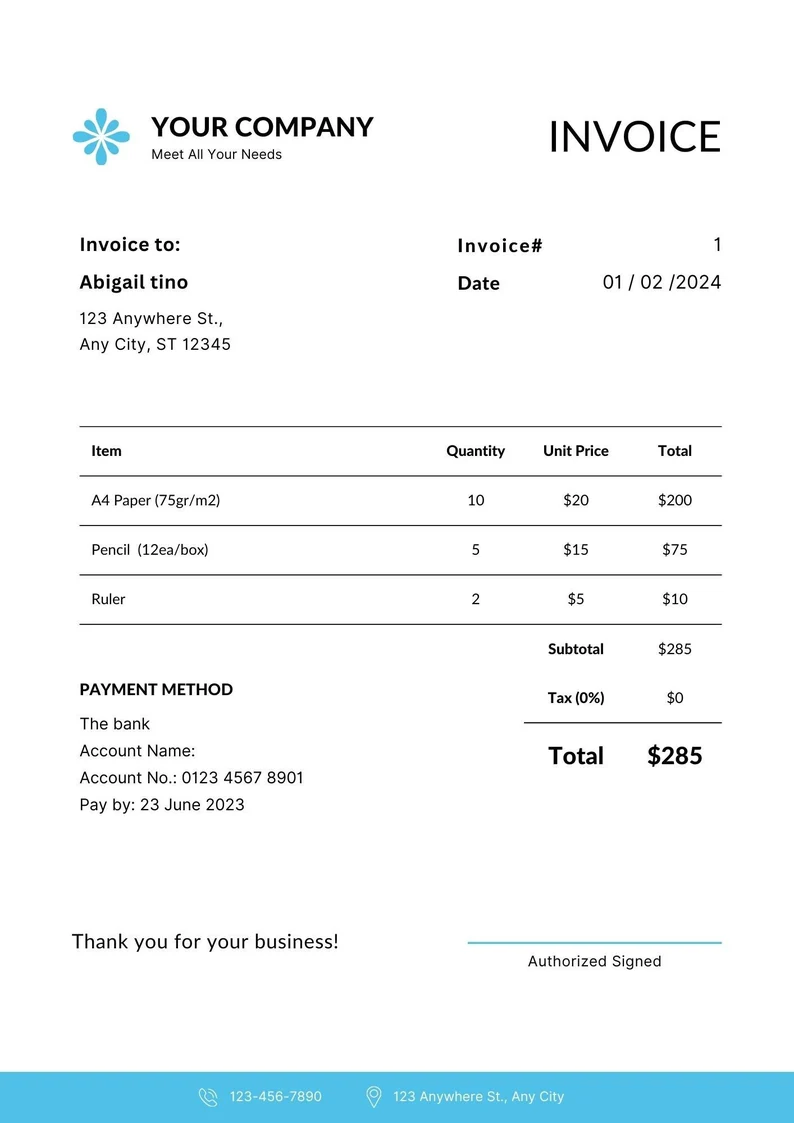 YOUR COMPANY
Meet All Your Needs
INVOICE
Invoice to:
Abigail tino
123 Anywhere St.,
Any City, ST 12345
Invoice# 1
Date 01 / 02 /2024
Item Quantity Unit Price Total
A4 Paper (75gr/m2) 10 $20 $200
Pencil (12ea/box) 5 $15 $75
Ruler 2 $5 $10
Subtotal $285
Tax (0%) $0
Total $285
PAYMENT METHOD
The bank
Account Name:
Account No.: 0123 4567 8901
Pay by: 23 June 2023
Thank you for your business!
Authorized Signed
123-456-7890 123 Anywhere St., Any City